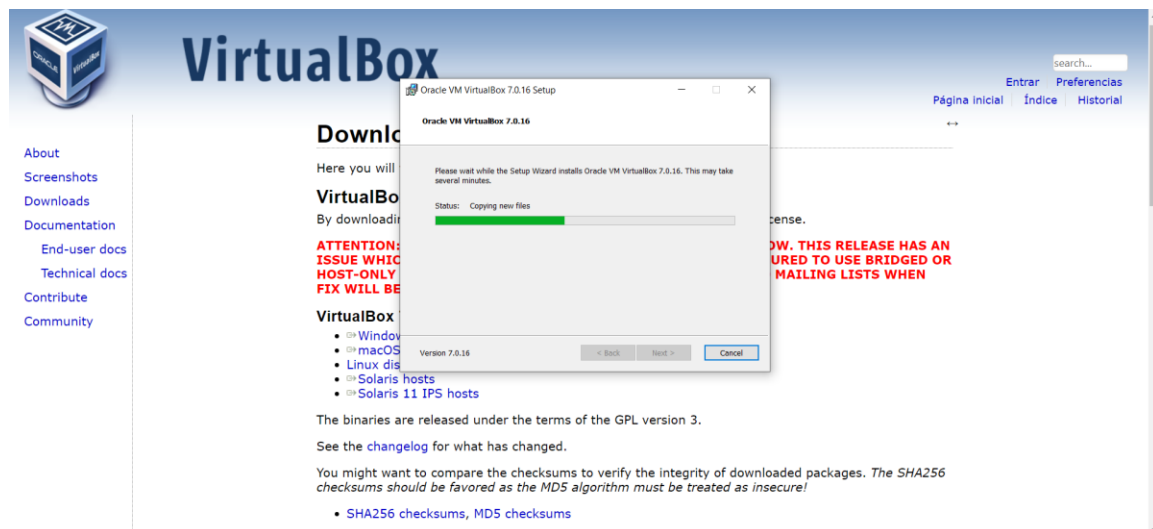 VirtualBox
ORACLE
VirtualBox
search...
Entrar Preferencias
Página inicial Índice Historial
About
Screenshots
Downloads
Documentation
End-user docs
Technical docs
Contribute
Community
Oracle VM VirtualBox 7.0.16 Setup
Oracle VM VirtualBox 7.0.16
Please wait while the Setup Wizard installs Oracle VM VirtualBox 7.0.16. This may take
several minutes.
Status: Copying new files
Version 7.0.16
< Back Next > Cancel
Here you will
By downloadin
ATTENTION:
OW. THIS RELEASE HAS AN
ISSUE WHIC
URED TO USE BRIDGED OR
HOST-ONLY
MAILING LISTS WHEN
FIX WILL BE
VirtualBox
Linux dis
Solaris hosts
Solaris 11 IPS hosts
The binaries are released under the terms of the GPL version 3.
See the changelog for what has changed.
You might want to compare the checksums to verify the integrity of downloaded packages. The SHA256
checksums should be favored as the MD5 algorithm must be treated as insecure!
SHA256 checksums, MD5 checksums